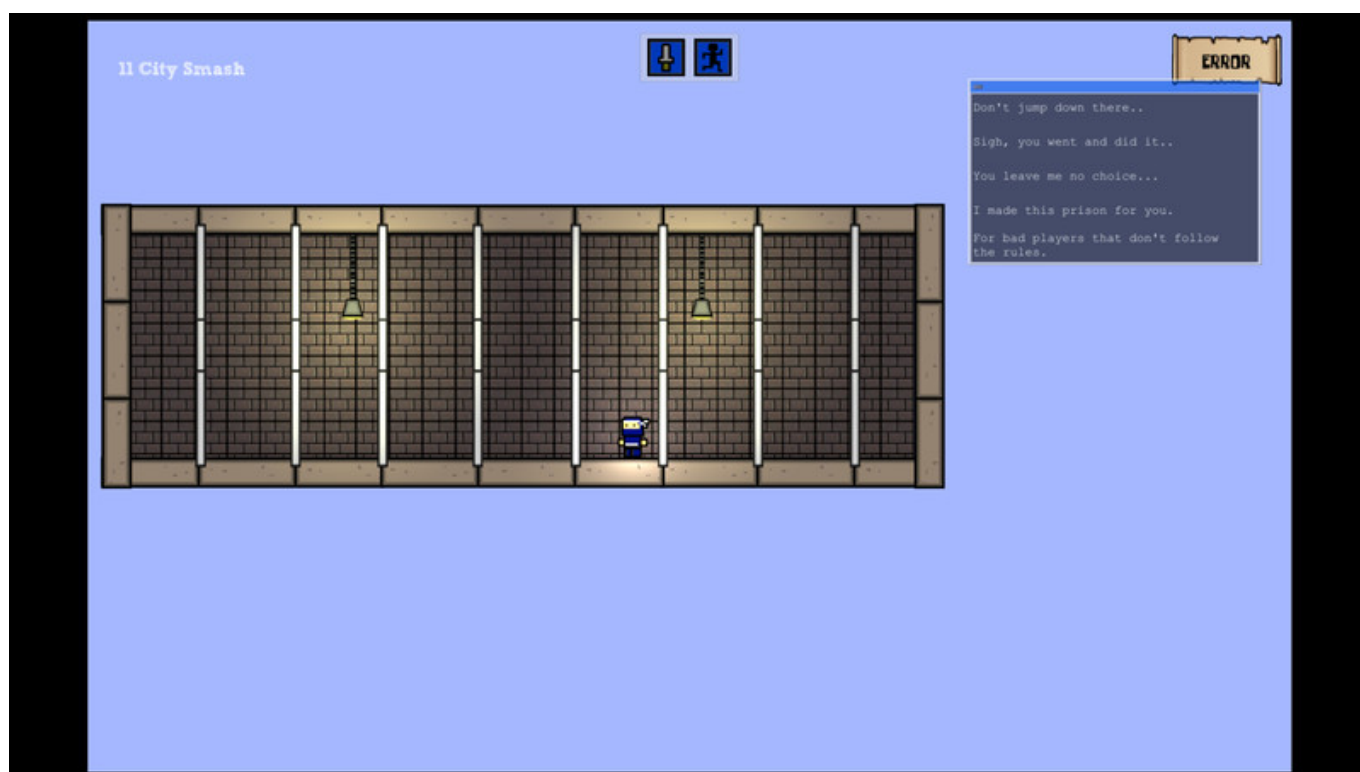 11 City Smash
ERROR
Don't jump down there..
Sigh, you went and did it..
You leave me no choice...
I made this prison for you.
For bad players that don't follow
the rules.